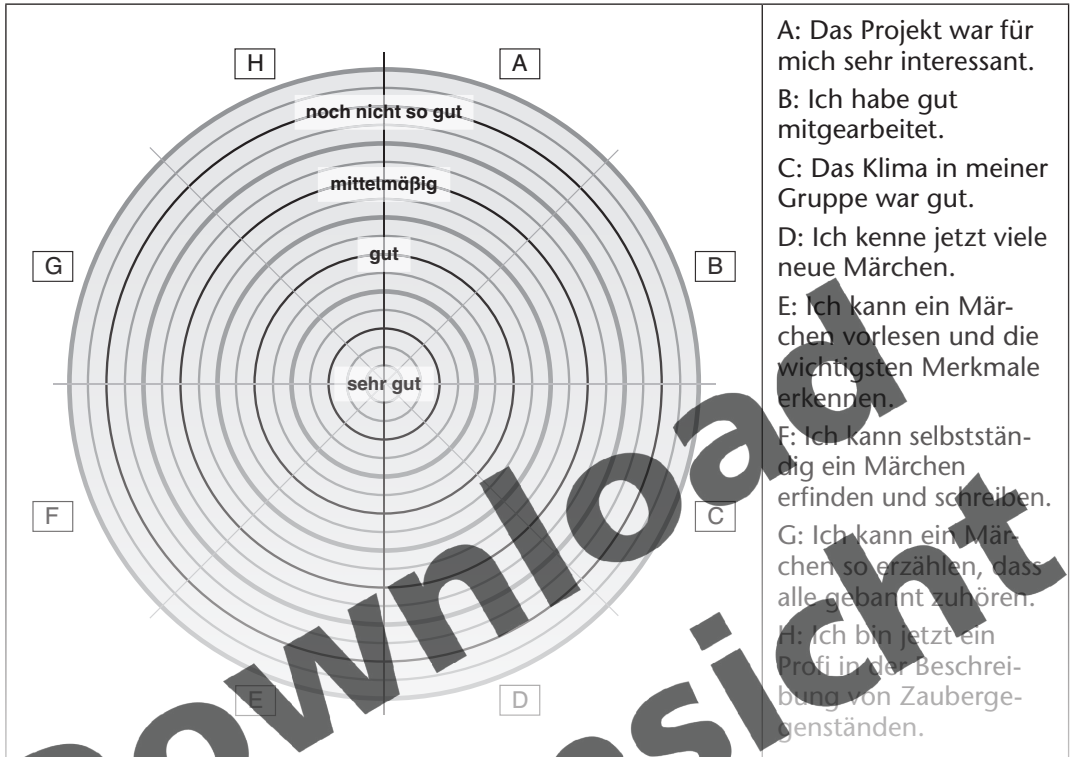 H
A
noch nicht so gut
mittelmäßig
gut
sehr gut
G
B
F
C
E
D
A: Das Projekt war für
mich sehr interessant.
B: Ich habe gut
mitgearbeitet.
C: Das Klima in meiner
Gruppe war gut.
D: Ich kenne jetzt viele
neue Märchen.
E: Ich kann ein Mär-
chen vorlesen und die
wichtigsten Merkmale
erkennen.
F: Ich kann selbststän-
dig ein Märchen
erfinden und schreiben.
G: Ich kann ein Mär-
chen so erzählen, dass
alle gebannt zuhören.
H: Ich bin jetzt ein
Profi in der Beschrei-
bung von Zauberge-
genständen.
ownload
sicht